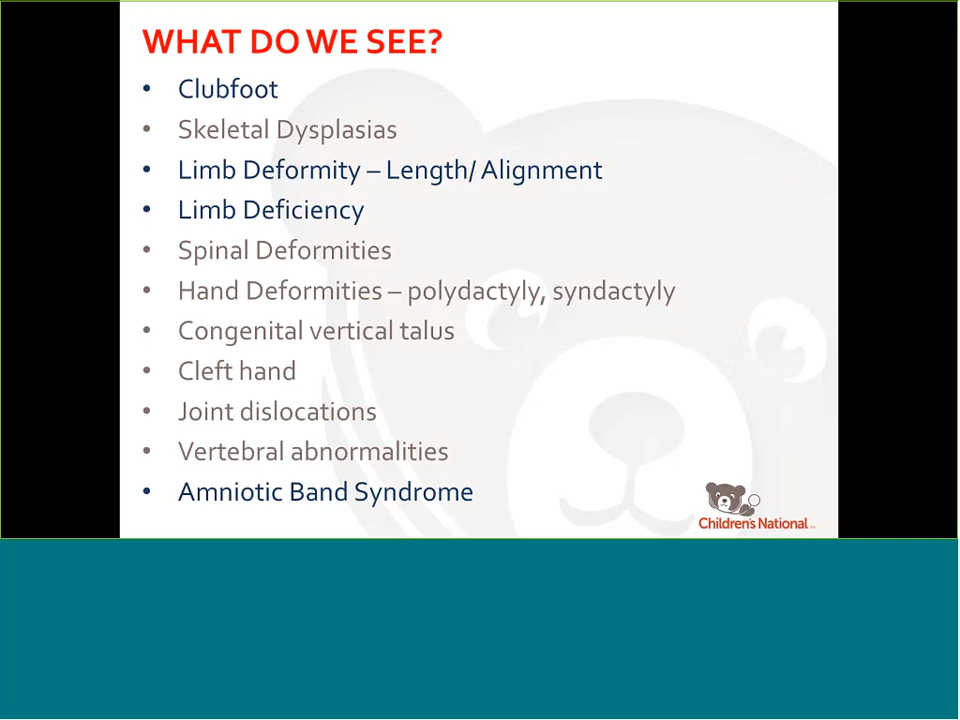 WHAT DO WE SEE?
• Clubfoot
• Skeletal Dysplasias
• Limb Deformity – Length/ Alignment
• Limb Deficiency
• Spinal Deformities
• Hand Deformities – polydactyly, syndactyly
• Congenital vertical talus
• Cleft hand
• Joint dislocations
• Vertebral abnormalities
• Amniotic Band Syndrome
Children's National